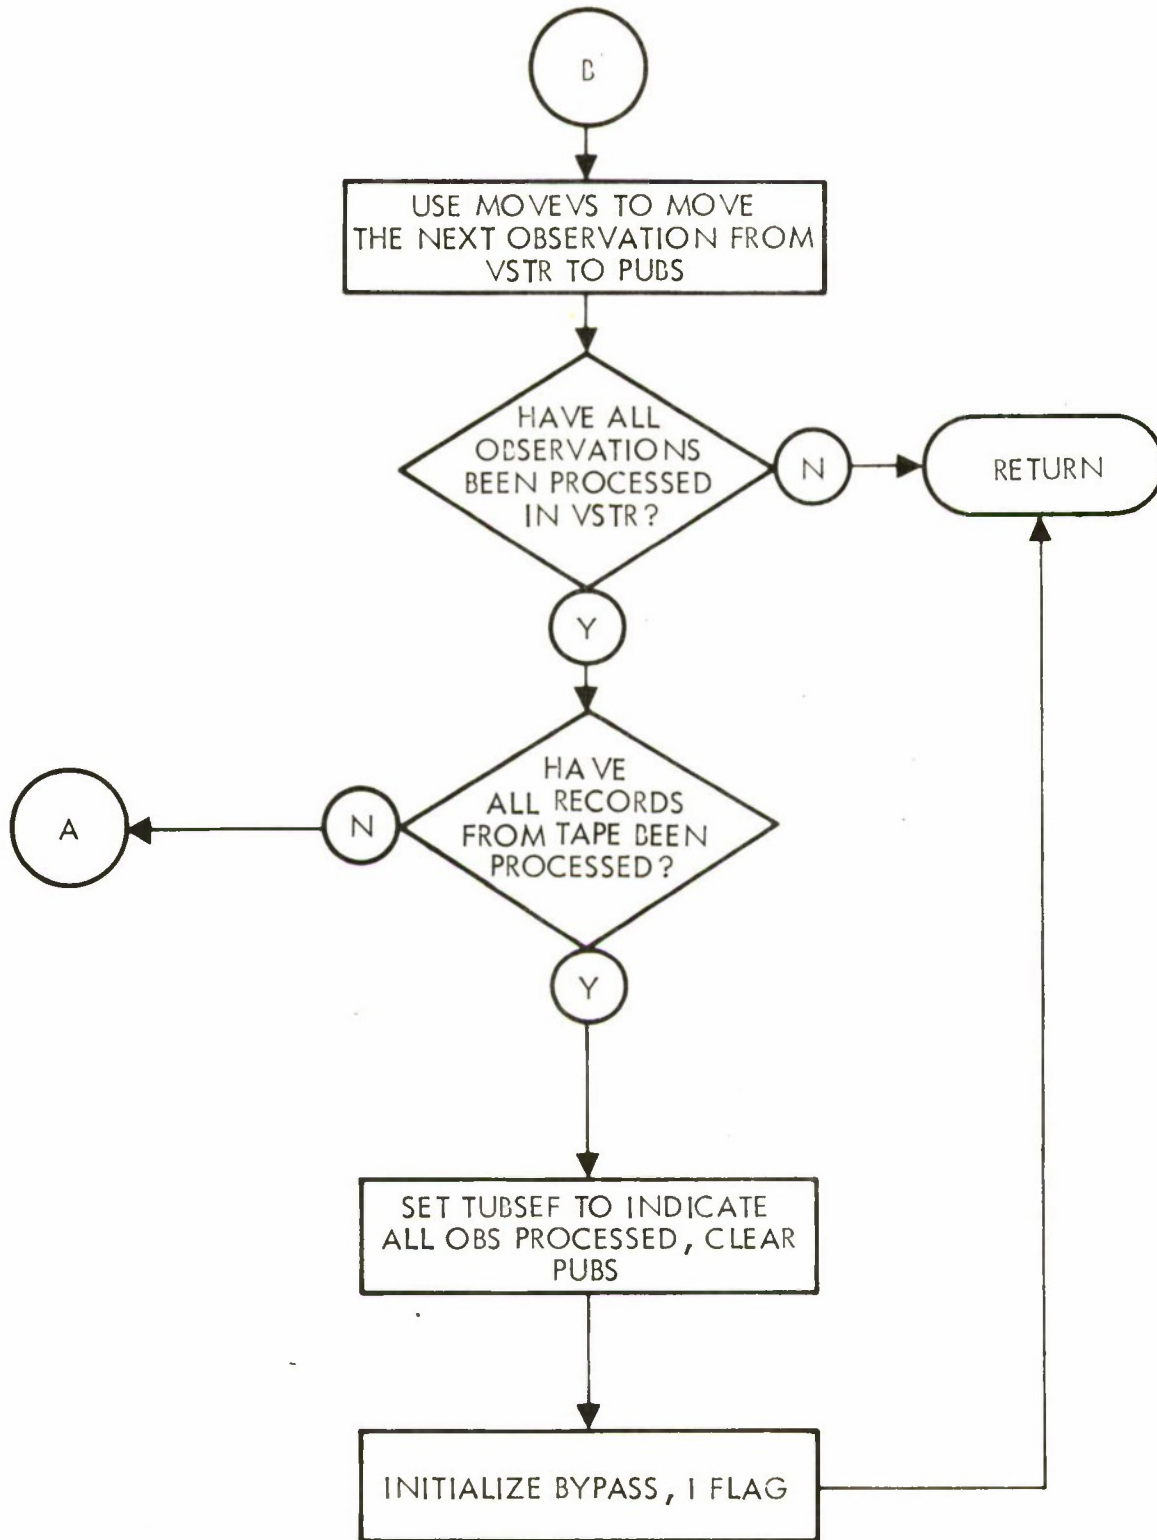 B
USE MOVEVS TO MOVE
THE NEXT OBSERVATION FROM
VSTR TO PUBS
HAVE ALL
OBSERVATIONS
BEEN PROCESSED
IN VSTR?
N
RETURN
Y
HAVE
ALL RECORDS
FROM TAPE BEEN
PROCESSED?
N
A
Y
SET TUBSEF TO INDICATE
ALL OBS PROCESSED, CLEAR
PUBS
INITIALIZE BYPASS, I FLAG